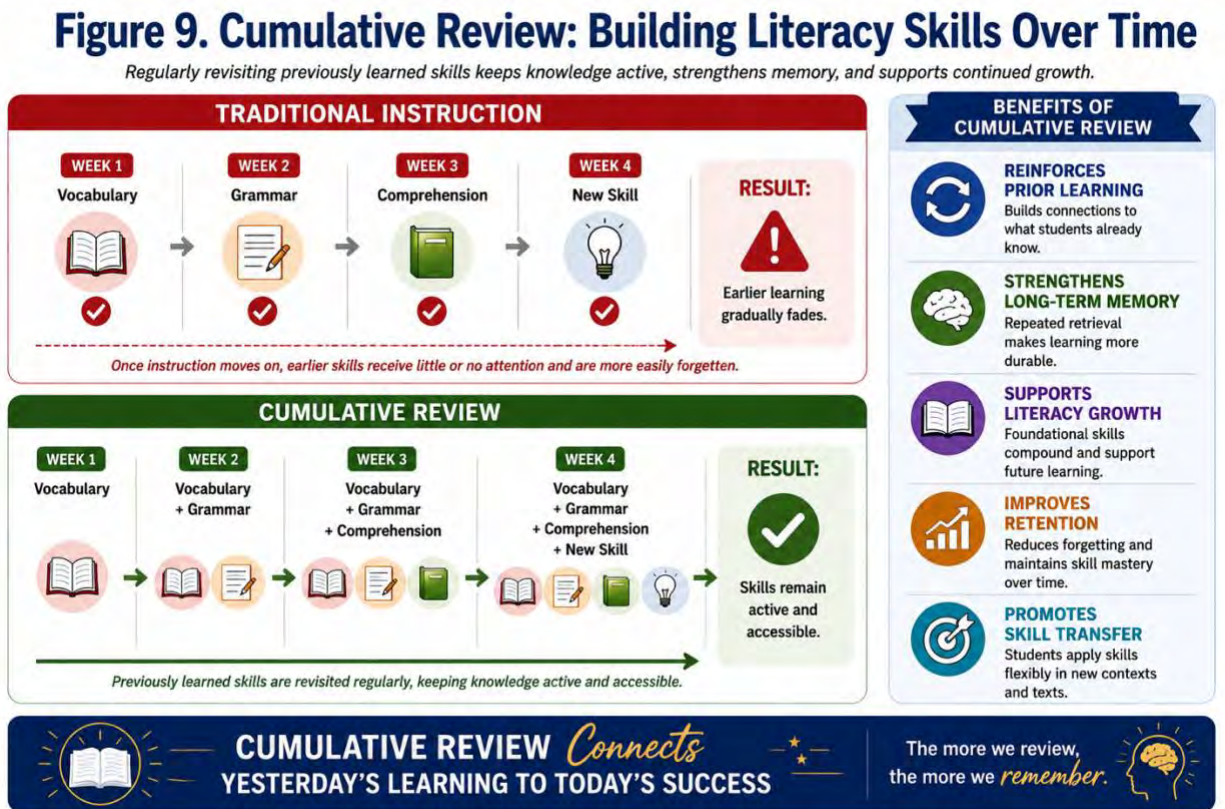 Figure 9. Cumulative Review: Building Literacy Skills Over Time
Regularly revisiting previously learned skills keeps knowledge active, strengthens memory, and supports continued growth.
TRADITIONAL INSTRUCTION
WEEK 1
Vocabulary
WEEK 2
Grammar
WEEK 3
Comprehension
WEEK 4
New Skill
RESULT:
Earlier learning
gradually fades.
Once instruction moves on, earlier skills receive little or no attention and are more easily forgetten.
CUMULATIVE REVIEW
WEEK 1
Vocabulary
WEEK 2
Vocabulary
+ Grammar
WEEK 3
Vocabulary
+ Grammar
+ Comprehension
WEEK 4
Vocabulary
+ Grammar
+ Comprehension
+ New Skill
RESULT:
Skills remain
active and
accessible.
Previously learned skills are revisited regularly, keeping knowledge active and accessible.
BENEFITS OF
CUMULATIVE REVIEW
REINFORCES
PRIOR LEARNING
Builds connections to
what students already
know.
STRENGTHENS
LONG-TERM MEMORY
Repeated retrieval
makes learning more
durable.
SUPPORTS
LITERACY GROWTH
Foundational skills
compound and support
future learning.
IMPROVES
RETENTION
Reduces forgetting and
maintains skill mastery
over time.
PROMOTES
SKILL TRANSFER
Students apply skills
flexibly in new contexts
and texts.
CUMULATIVE REVIEW Connects
YESTERDAY'S LEARNING TO TODAY'S SUCCESS
The more we review,
the more we remember.